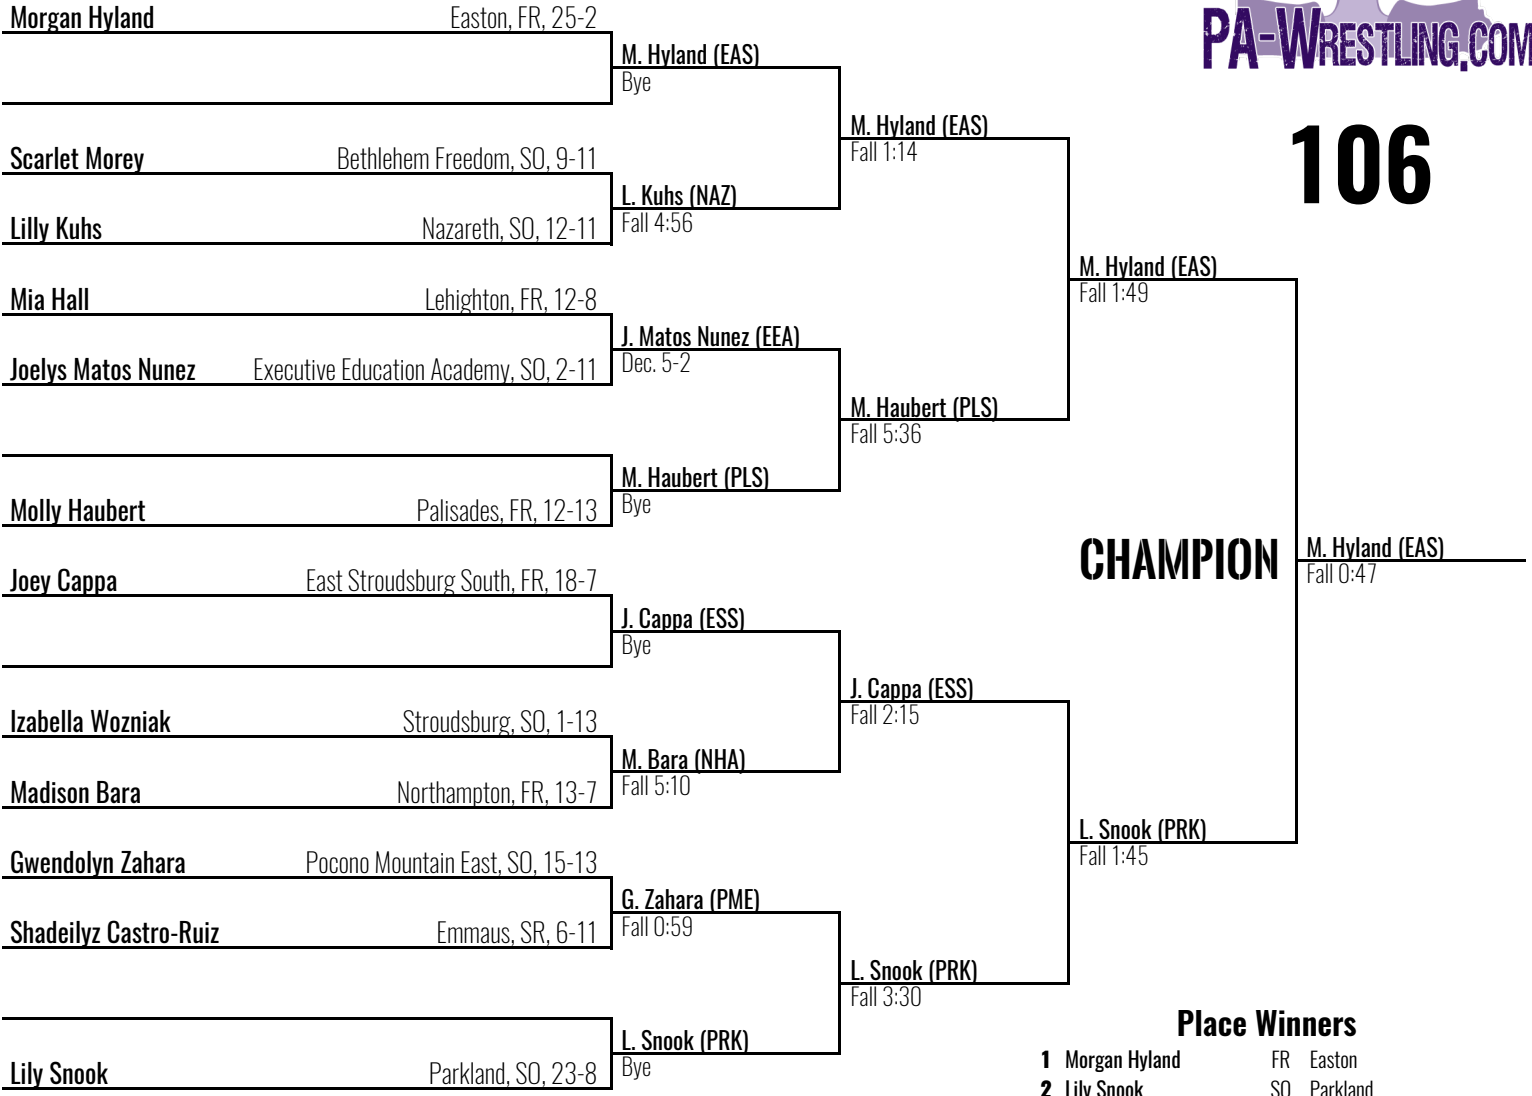 Morgan Hyland Easton, FR, 25-2
M. Hyland (EAS)
Bye
Scarlet Morey Bethlehem Freedom, SO, 9-11
L. Kuhs (NAZ)
Fall 4:56
Lilly Kuhs Nazareth, SO, 12-11
M. Hyland (EAS)
Fall 1:14
Mia Hall Lehighton, FR, 12-8
J. Matos Nunez (EEA)
Dec. 5-2
Joelys Matos Nunez Executive Education Academy, SO, 2-11
M. Haubert (PLS)
Fall 5:36
M. Haubert (PLS)
Bye
Molly Haubert Palisades, FR, 12-13
M. Hyland (EAS)
Fall 1:49
Joey Cappa East Stroudsburg South, FR, 18-7
J. Cappa (ESS)
Bye
Izabella Wozniak Stroudsburg, SO, 1-13
M. Bara (NHA)
Fall 5:10
Madison Bara Northampton, FR, 13-7
J. Cappa (ESS)
Fall 2:15
Gwendolyn Zahara Pocono Mountain East, SO, 15-13
G. Zahara (PME)
Fall 0:59
Shadeilyz Castro-Ruiz Emmaus, SR, 6-11
L. Snook (PRK)
Fall 3:30
L. Snook (PRK)
Bye
Lily Snook Parkland, SO, 23-8
L. Snook (PRK)
Fall 1:45
PA-WRESTLING.COM
106
CHAMPION
M. Hyland (EAS)
Fall 0:47
Place Winners
1 Morgan Hyland FR Easton
2 Lily Snook SO Parkland